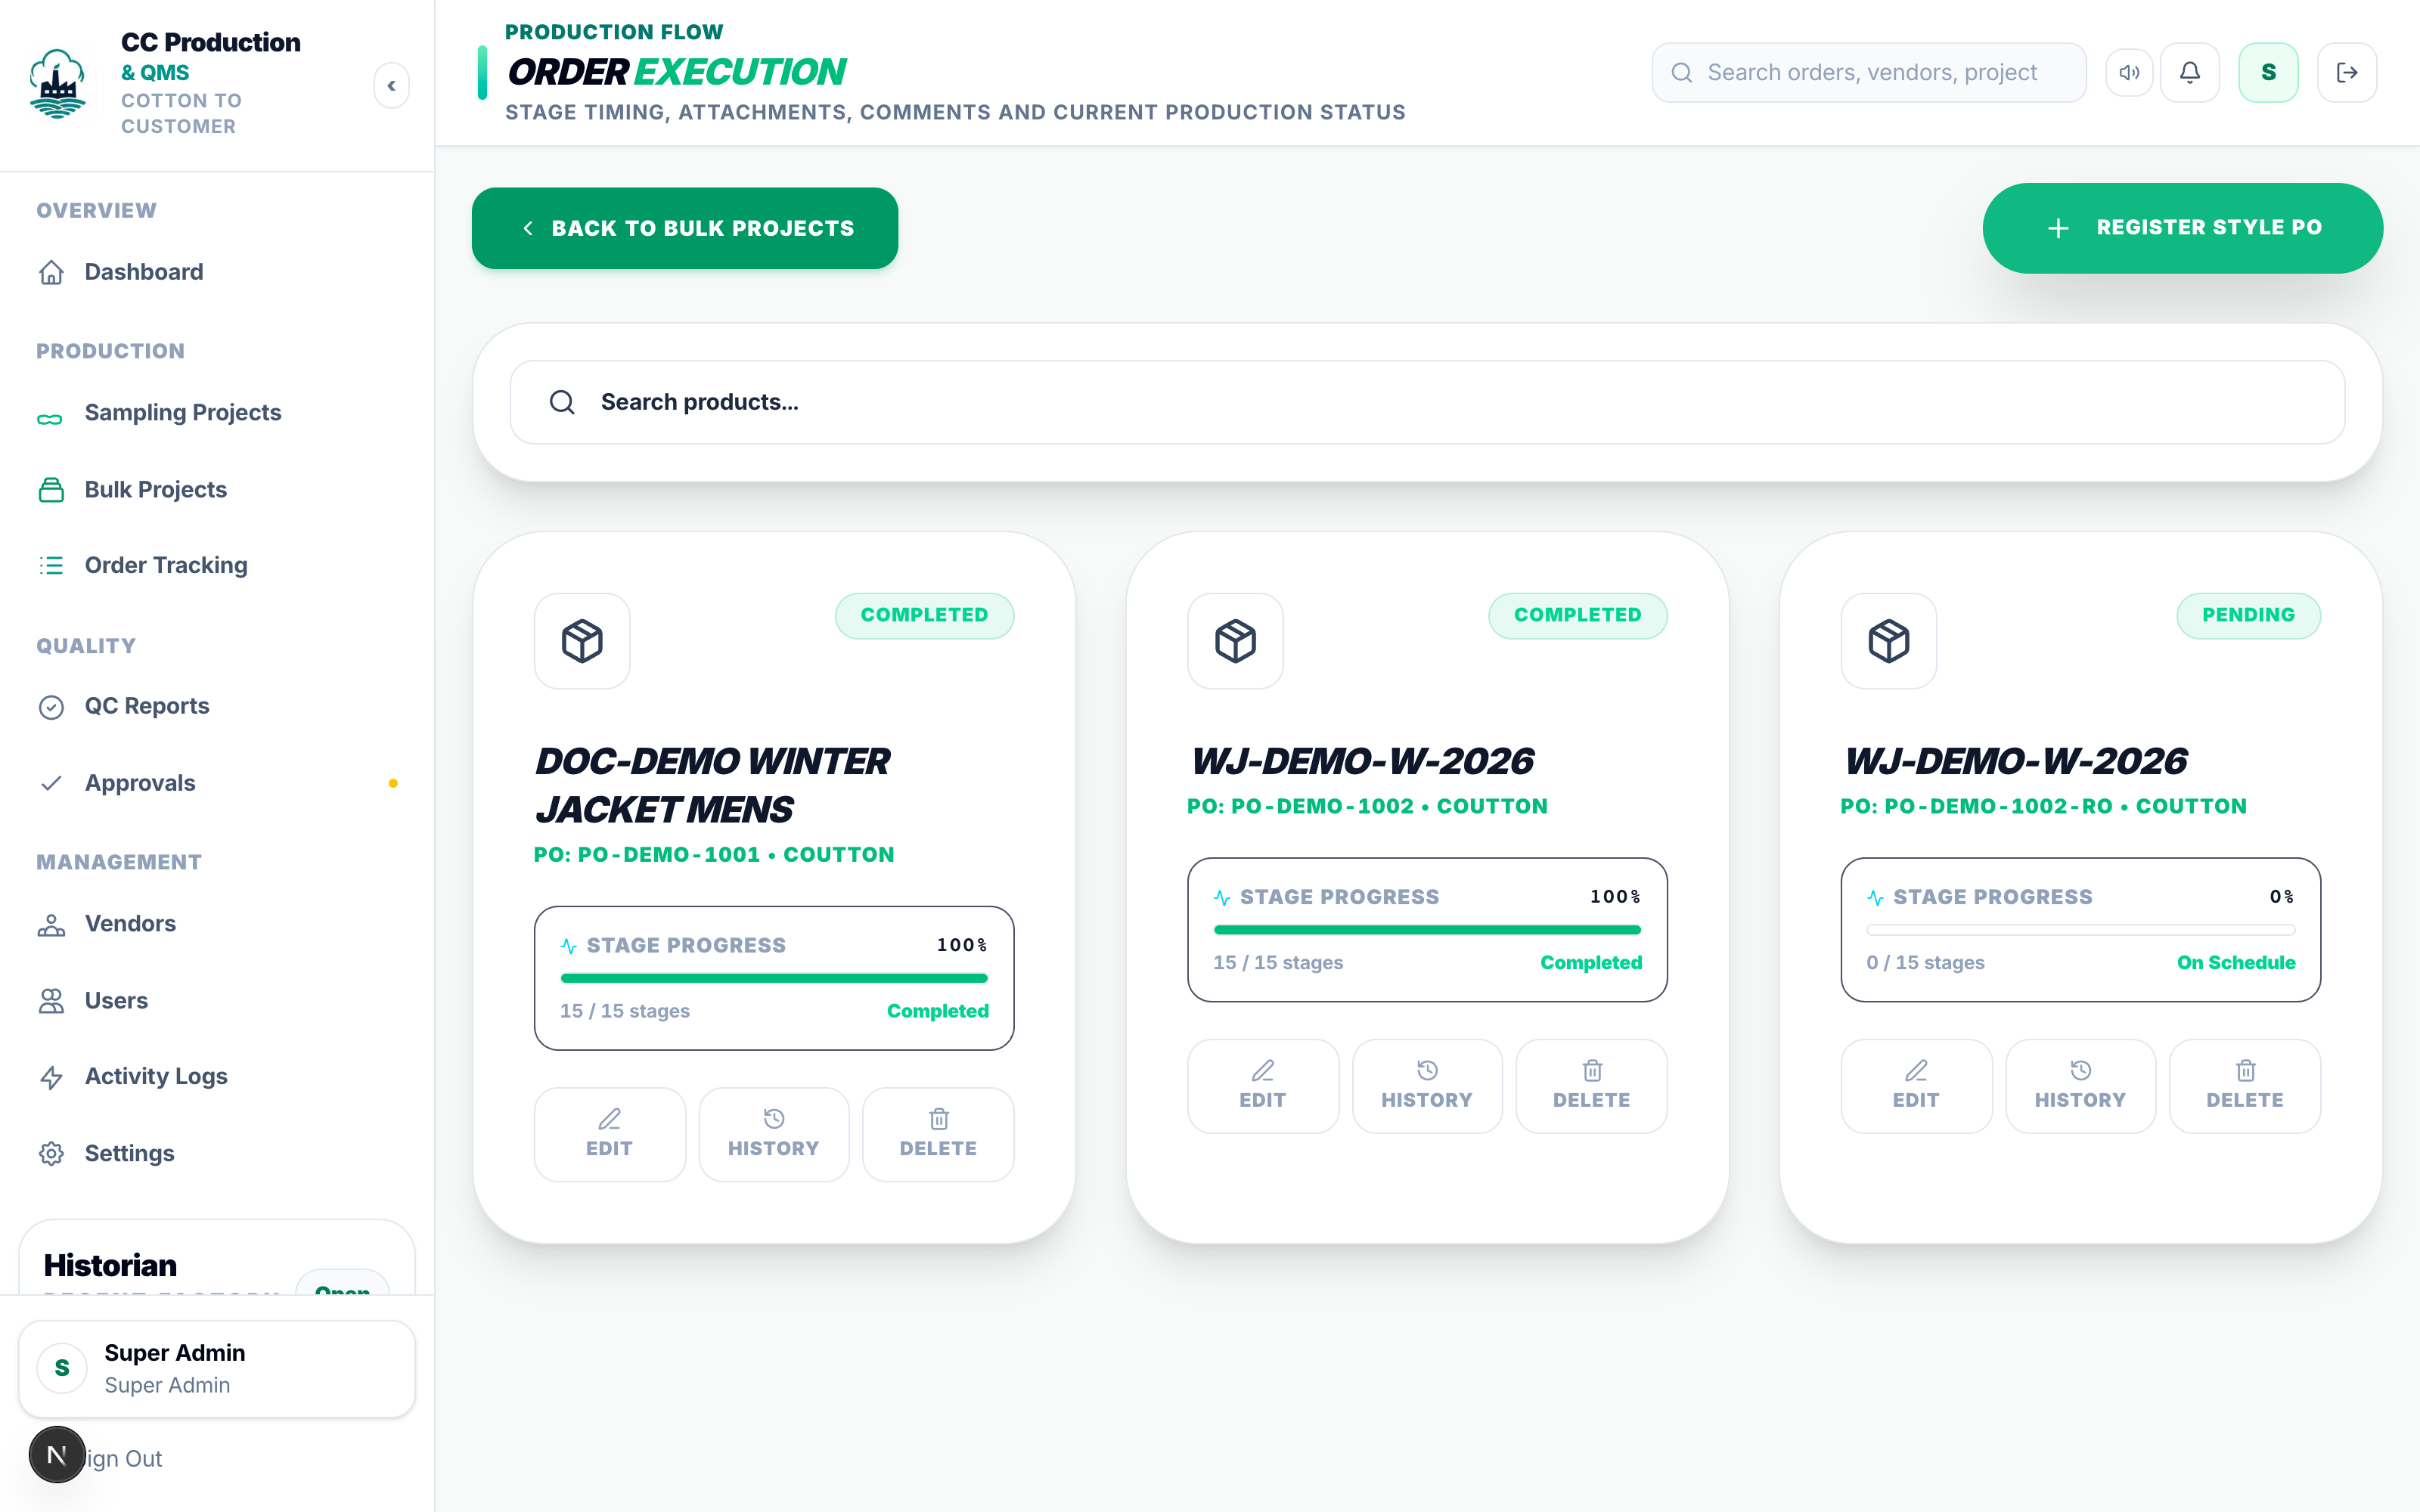 CC Production
& QMS
COTTON TO
CUSTOMER
OVERVIEW
Dashboard
PRODUCTION
Sampling Projects
Bulk Projects
Order Tracking
QUALITY
QC Reports
Approvals
MANAGEMENT
Vendors
Users
Activity Logs
Settings
Historian
Open
S
Super Admin
Super Admin
N
ign Out
PRODUCTION FLOW
ORDER EXECUTION
STAGE TIMING, ATTACHMENTS, COMMENTS AND CURRENT PRODUCTION STATUS
Search orders, vendors, project
S
BACK TO BULK PROJECTS
REGISTER STYLE PO
Search products...
COMPLETED
DOC-DEMO WINTER
JACKET MENS
PO: PO-DEMO-1001 • COUTTON
STAGE PROGRESS 100%
15 / 15 stages Completed
EDIT HISTORY DELETE
COMPLETED
WJ-DEMO-W-2026
PO: PO-DEMO-1002 • COUTTON
STAGE PROGRESS 100%
15 / 15 stages Completed
EDIT HISTORY DELETE
PENDING
WJ-DEMO-W-2026
PO: PO-DEMO-1002-RO • COUTTON
STAGE PROGRESS 0%
0 / 15 stages On Schedule
EDIT HISTORY DELETE